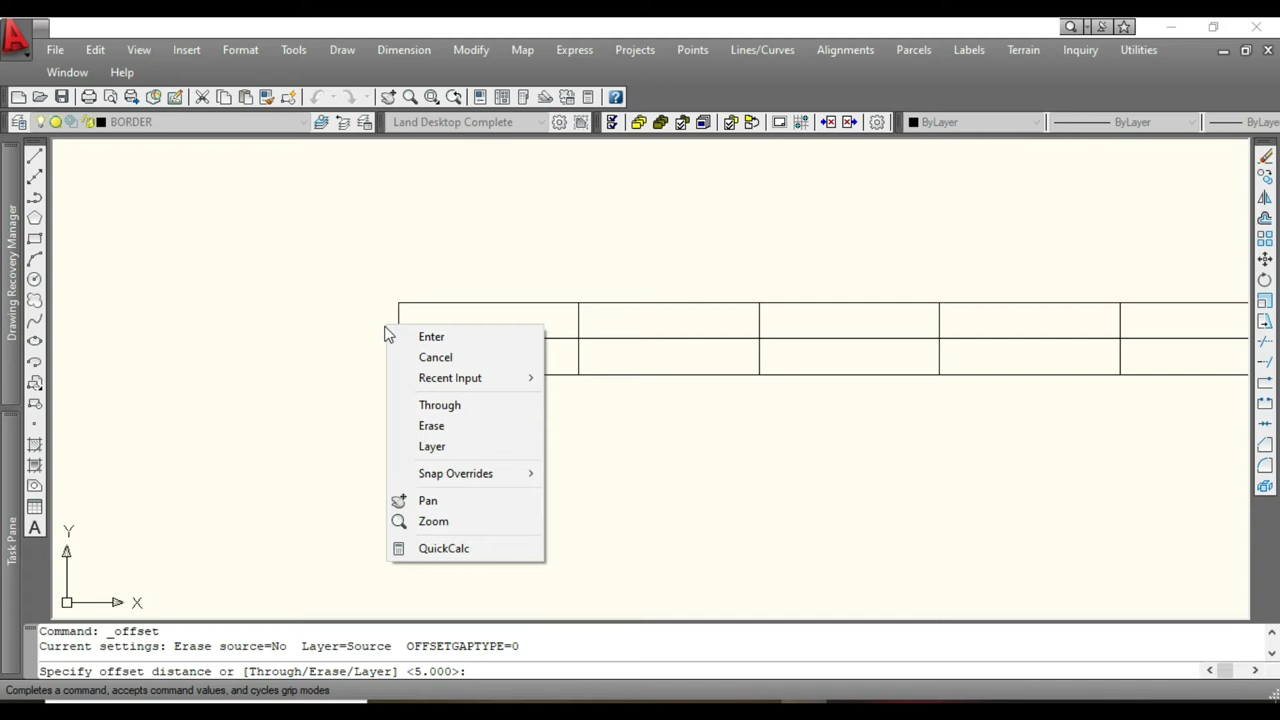 File Edit View Insert Format Tools Draw Dimension Modify Map Express Projects Points Lines/Curves Alignments Parcels Labels Terrain Inquiry Utilities
Window Help
BORDER Land Desktop Complete ByLayer ByLayer ByLaye
Drawing Recovery Manager
Task Pane
A
Enter
Cancel
Recent Input
Through
Erase
Layer
Snap Overrides
Pan
Zoom
QuickCalc
Y
X
Command: _offset
Current settings: Erase source=No Layer=Source OFFSETGAPTYPE=0
Specify offset distance or [Through/Erase/Layer] <5.000>:
Completes a command, accepts command values, and cycles grip modes